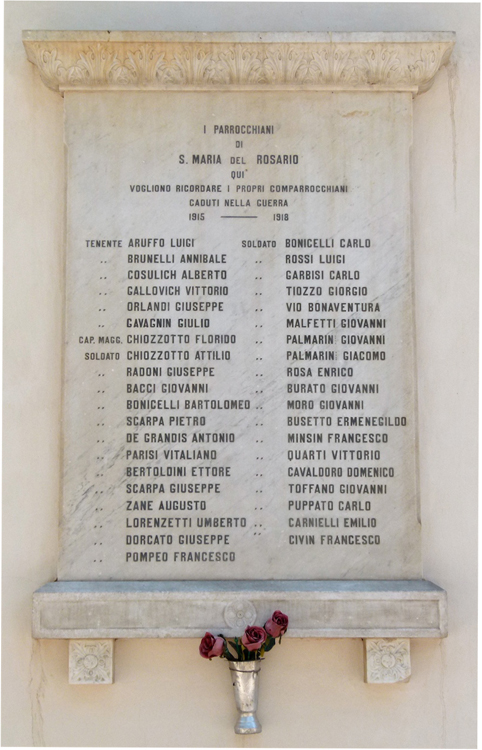 I PARROCCHIANI
DI
S. MARIA DEL ROSARIO
QUI
VOGLIONO RICORDARE I PROPRI COMPARROCCHIANI
CADUTI NELLA GUERRA
1915 — 1918
TENENTE ARUFFO LUIGI
,, BRUNELLI ANNIBALE
,, COSULICH ALBERTO
,, GALLOVICH VITTORIO
,, ORLANDI GIUSEPPE
,, GAVAGNIN GIULIO
CAP. MAGG. CHIOZZOTTO FLORIDO
SOLDATO CHIOZZOTTO ATTILIO
,, RADONI GIUSEPPE
,, BACCI GIOVANNI
,, BONICELLI BARTOLOMEO
,, SCARPA PIETRO
,, DE GRANDIS ANTONIO
,, PARISI VITALIANO
,, BERTOLDINI ETTORE
,, SCARPA GIUSEPPE
,, ZANE AUGUSTO
,, LORENZETTI UMBERTO
,, DORCATO GIUSEPPE
,, POMPEO FRANCESCO
SOLDATO BONICELLI CARLO
,, ROSSI LUIGI
,, GARBISI CARLO
,, TIOZZO GIORGIO
,, VIO BONAVENTURA
,, MALFETTI GIOVANNI
,, PALMARIN GIOVANNI
,, PALMARIN GIACOMO
,, ROSA ENRICO
,, BURATO GIOVANNI
,, MORO GIOVANNI
,, BUSETTO ERMENEGILDO
,, MINSIN FRANCESCO
,, QUARTI VITTORIO
,, CAVALDORO DOMENICO
,, TOFFANO GIOVANNI
,, PUPPATO CARLO
,, CARNIELLI EMILIO
,, CIVIN FRANCESCO